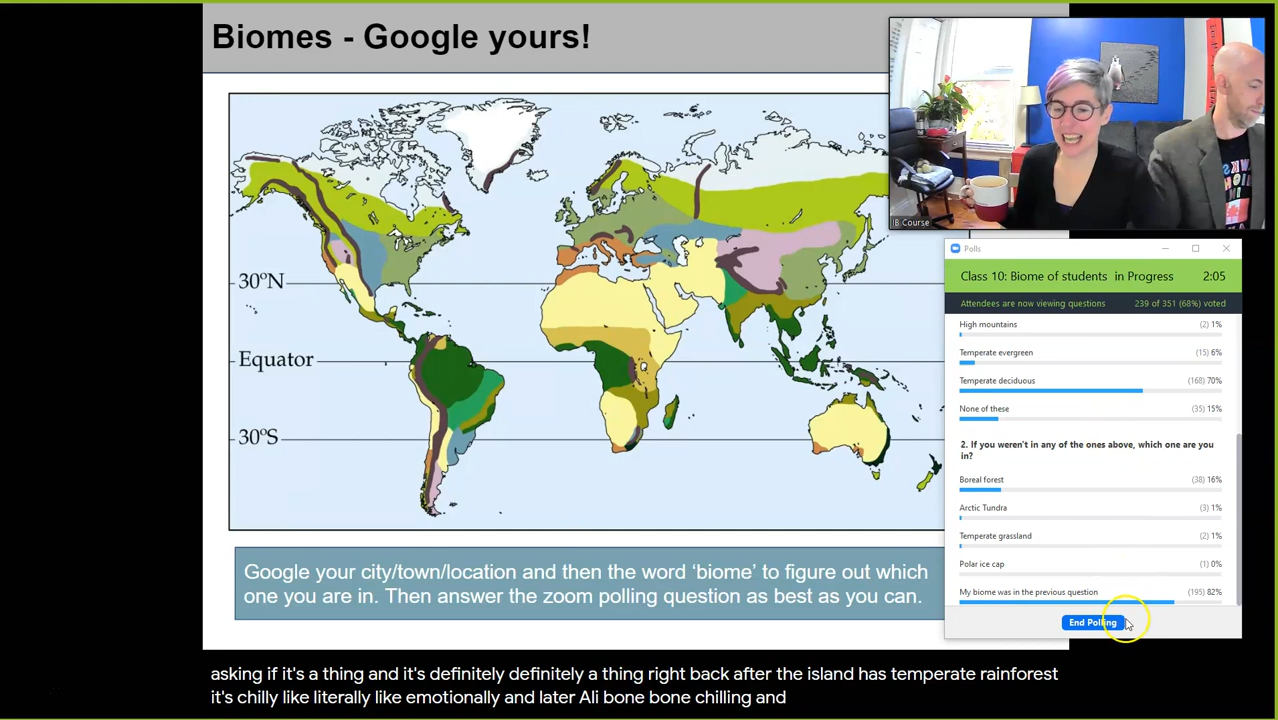 Biomes - Google yours!
30ºN
Equator
30ºS
Google your city/town/location and then the word ‘biome’ to figure out which
one you are in. Then answer the zoom polling question as best as you can.
IB Course
Polls
Class 10: Biome of students in Progress 2:05
Attendees are now viewing questions 239 of 351 (68%) voted
High mountains (2) 1%
Temperate evergreen (15) 6%
Temperate deciduous (168) 70%
None of these (35) 15%
2. If you weren't in any of the ones above, which one are you
in?
Boreal forest (38) 16%
Arctic Tundra (3) 1%
Temperate grassland (2) 1%
Polar ice cap (1) 0%
My biome was in the previous question (195) 82%
End Polling
asking if it's a thing and it's definitely definitely a thing right back after the island has temperate rainforest
it's chilly like literally like emotionally and later Ali bone bone chilling and